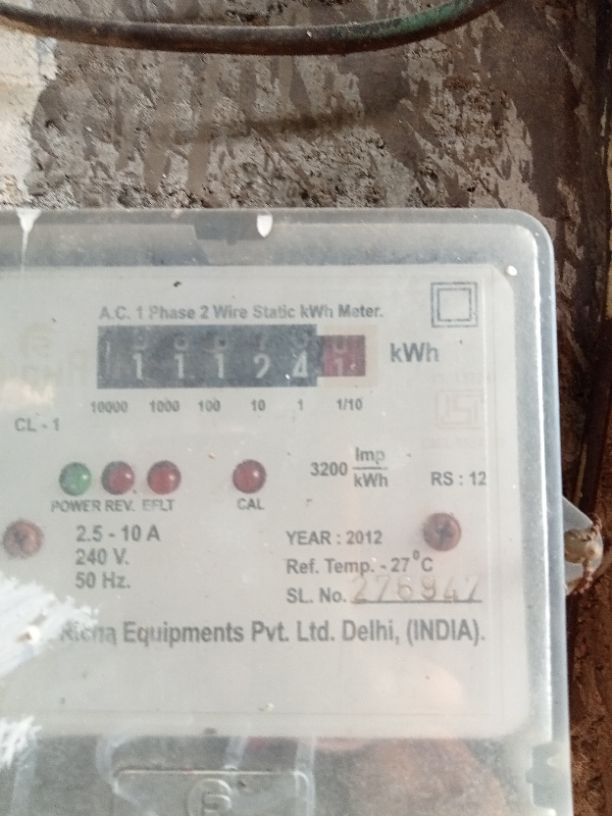 A.C. 1 Phase 2 Wire Static kWh Meter.
1 1 1 2 4 1 kWh
10000 1000 100 10 1 1/10
CL - 1
3200 Imp/kWh
RS : 12
POWER REV. EFLT CAL
2.5 - 10 A
240 V.
50 Hz.
YEAR : 2012
Ref. Temp. - 27°C
SL. No. 276947
Equipments Pvt. Ltd. Delhi, (INDIA).